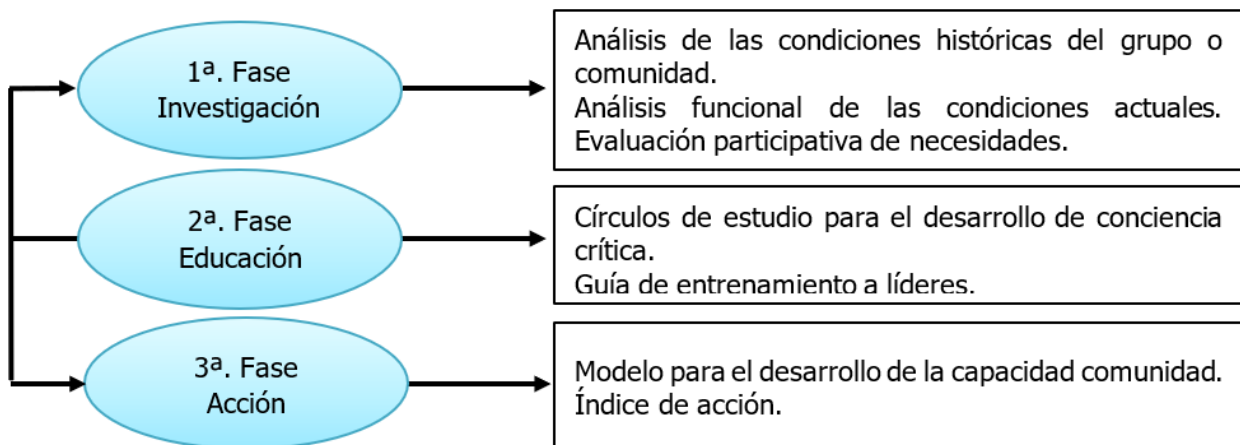 1ª. Fase
Investigación
Análisis de las condiciones históricas del grupo o
comunidad.
Análisis funcional de las condiciones actuales.
Evaluación participativa de necesidades.
2ª. Fase
Educación
Círculos de estudio para el desarrollo de conciencia
crítica.
Guía de entrenamiento a líderes.
3ª. Fase
Acción
Modelo para el desarrollo de la capacidad comunidad.
Índice de acción.